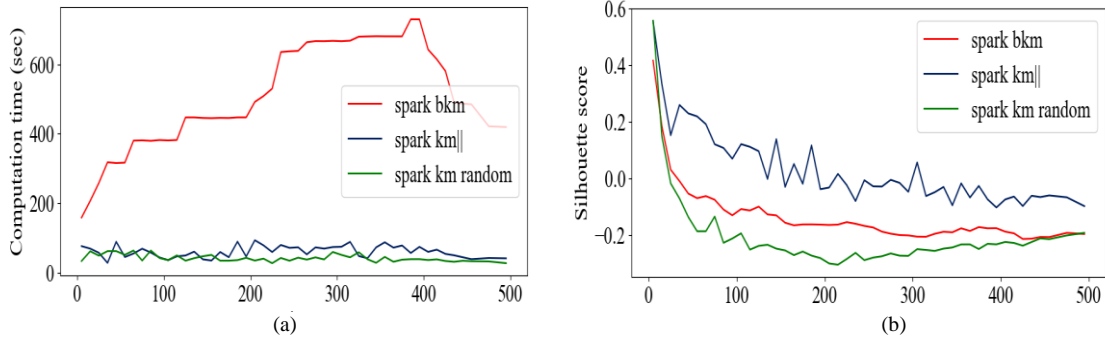 Computation time (sec)
600
400
200
0
spark bkm
spark km||
spark km random
0 100 200 300 400 500
(a)
Silhouette score
0.6
0.4
0.2
0.0
−0.2
spark bkm
spark km||
spark km random
0 100 200 300 400 500
(b)